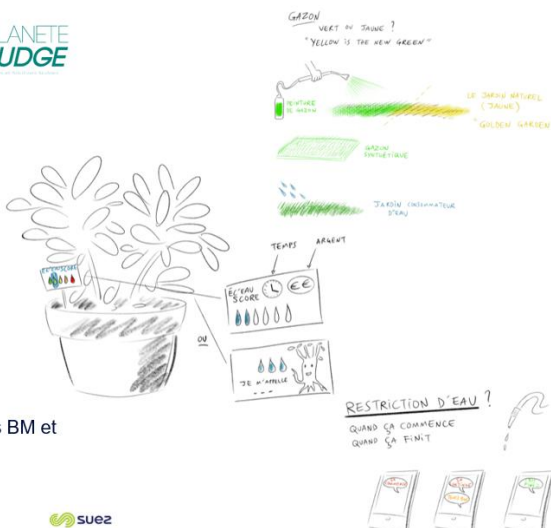 LANETE
UDGE
GAZON
VERT OU JAUNE ?
"YELLOW IS THE NEW GREEN"
PEINTURE
DE GAZON
LE JARDIN NATUREL
(JAUNE)
"GOLDEN GARDEN
GAZON
SYNTHÉTIQUE
JARDIN CONSOMMATEUR
D'EAU
TEMPS
ARGENT
ÉC'EAU
SCORE
€€
OU
JE M'APPELLE
- - -
s BM et
RESTRICTION D'EAU ?
QUAND ÇA COMMENCE
QUAND ÇA FINIT
suez